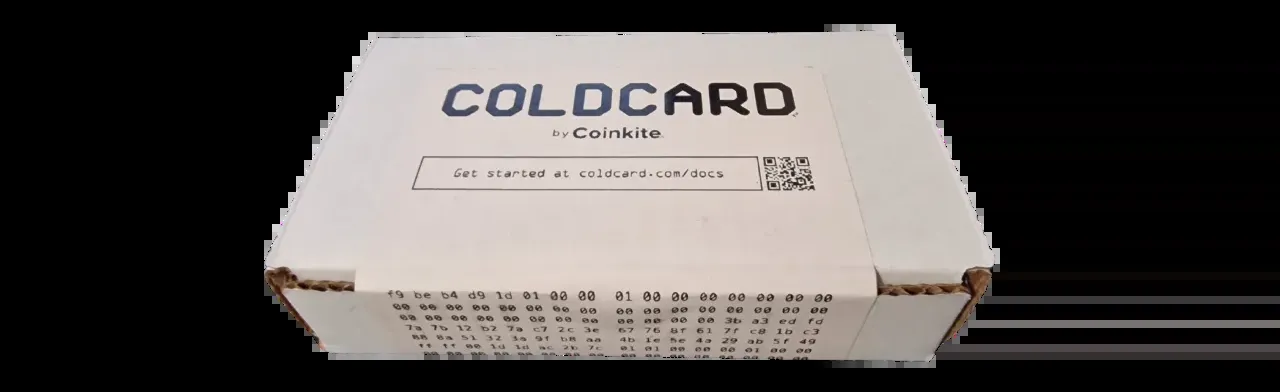 COLDCARD™
by Coinkite
Get started at coldcard.com/docs
f9 be b4 d9 1d 01 00 00 01 00 00 00 00 00 00 00
00 00 00 00 00 00 00 00 00 00 00 00 00 00 00 00
00 00 00 00 00 00 00 00 00 00 00 00 3b a3 ed fd
7a 7b 12 b2 7a c7 2c 3e 67 76 8f 61 7f c8 1b c3
88 8a 51 32 3a 9f b8 aa 4b 1e 5e 4a 29 ab 5f 49
ff ff 00 1d 1d ac 2b 7c 01 01 00 00 00 01 00 00